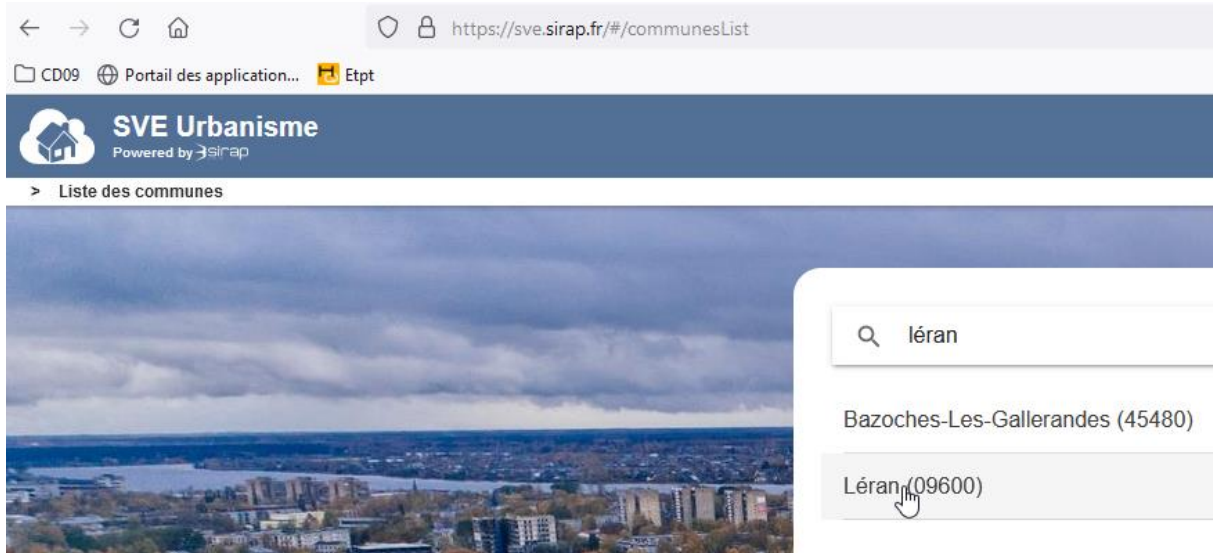 https://sve.sirap.fr/#/communesList
CD09 Portail des application... Etpt
SVE Urbanisme
Powered by sirap
> Liste des communes
léran
Bazoches-Les-Gallerandes (45480)
Léran (09600)